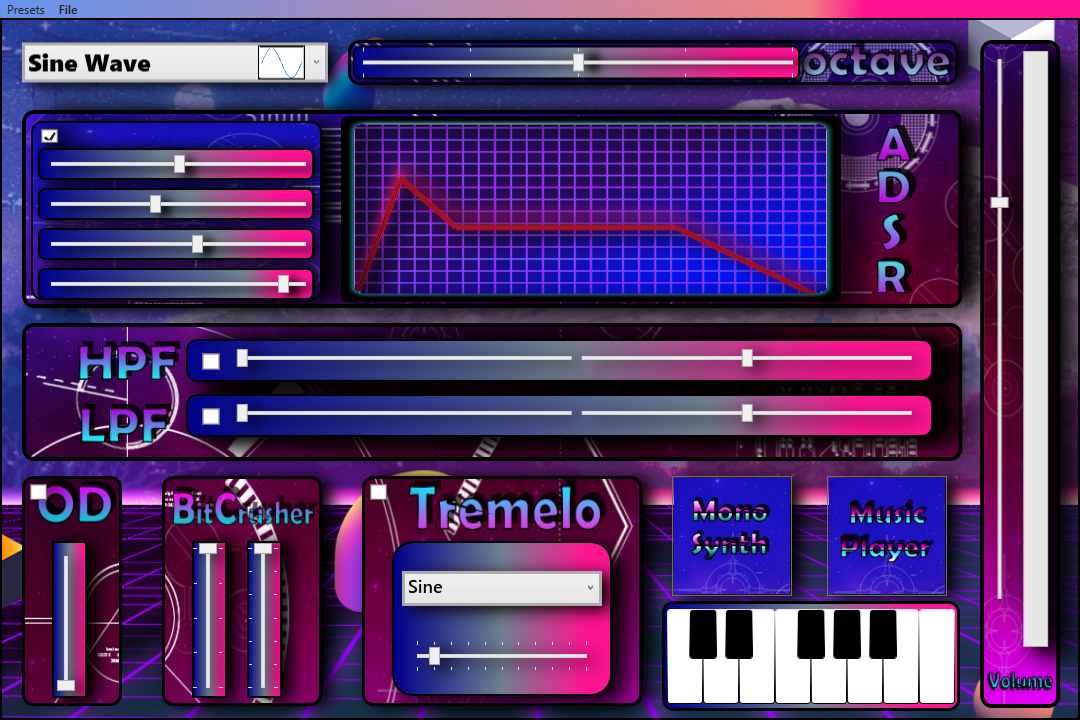 Presets File
Sine Wave
octave
A
D
S
R
HPF
LPF
OD
BitCrusher
Tremelo
Sine
Mono
Synth
Music
Player
Volume